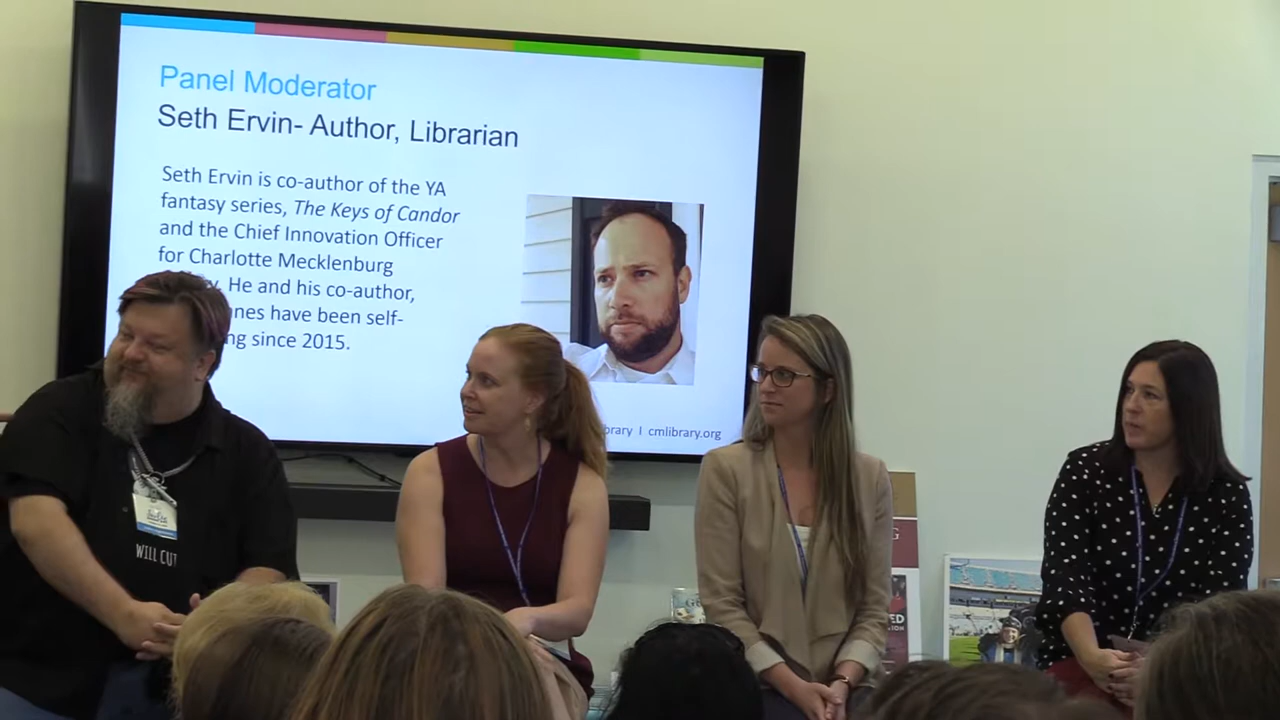 Panel Moderator
Seth Ervin- Author, Librarian
Seth Ervin is co-author of the YA
fantasy series, The Keys of Candor
and the Chief Innovation Officer
for Charlotte Mecklenburg
He and his co-author,
have been self-
since 2015.
cmlibrary.org
WILL CUT